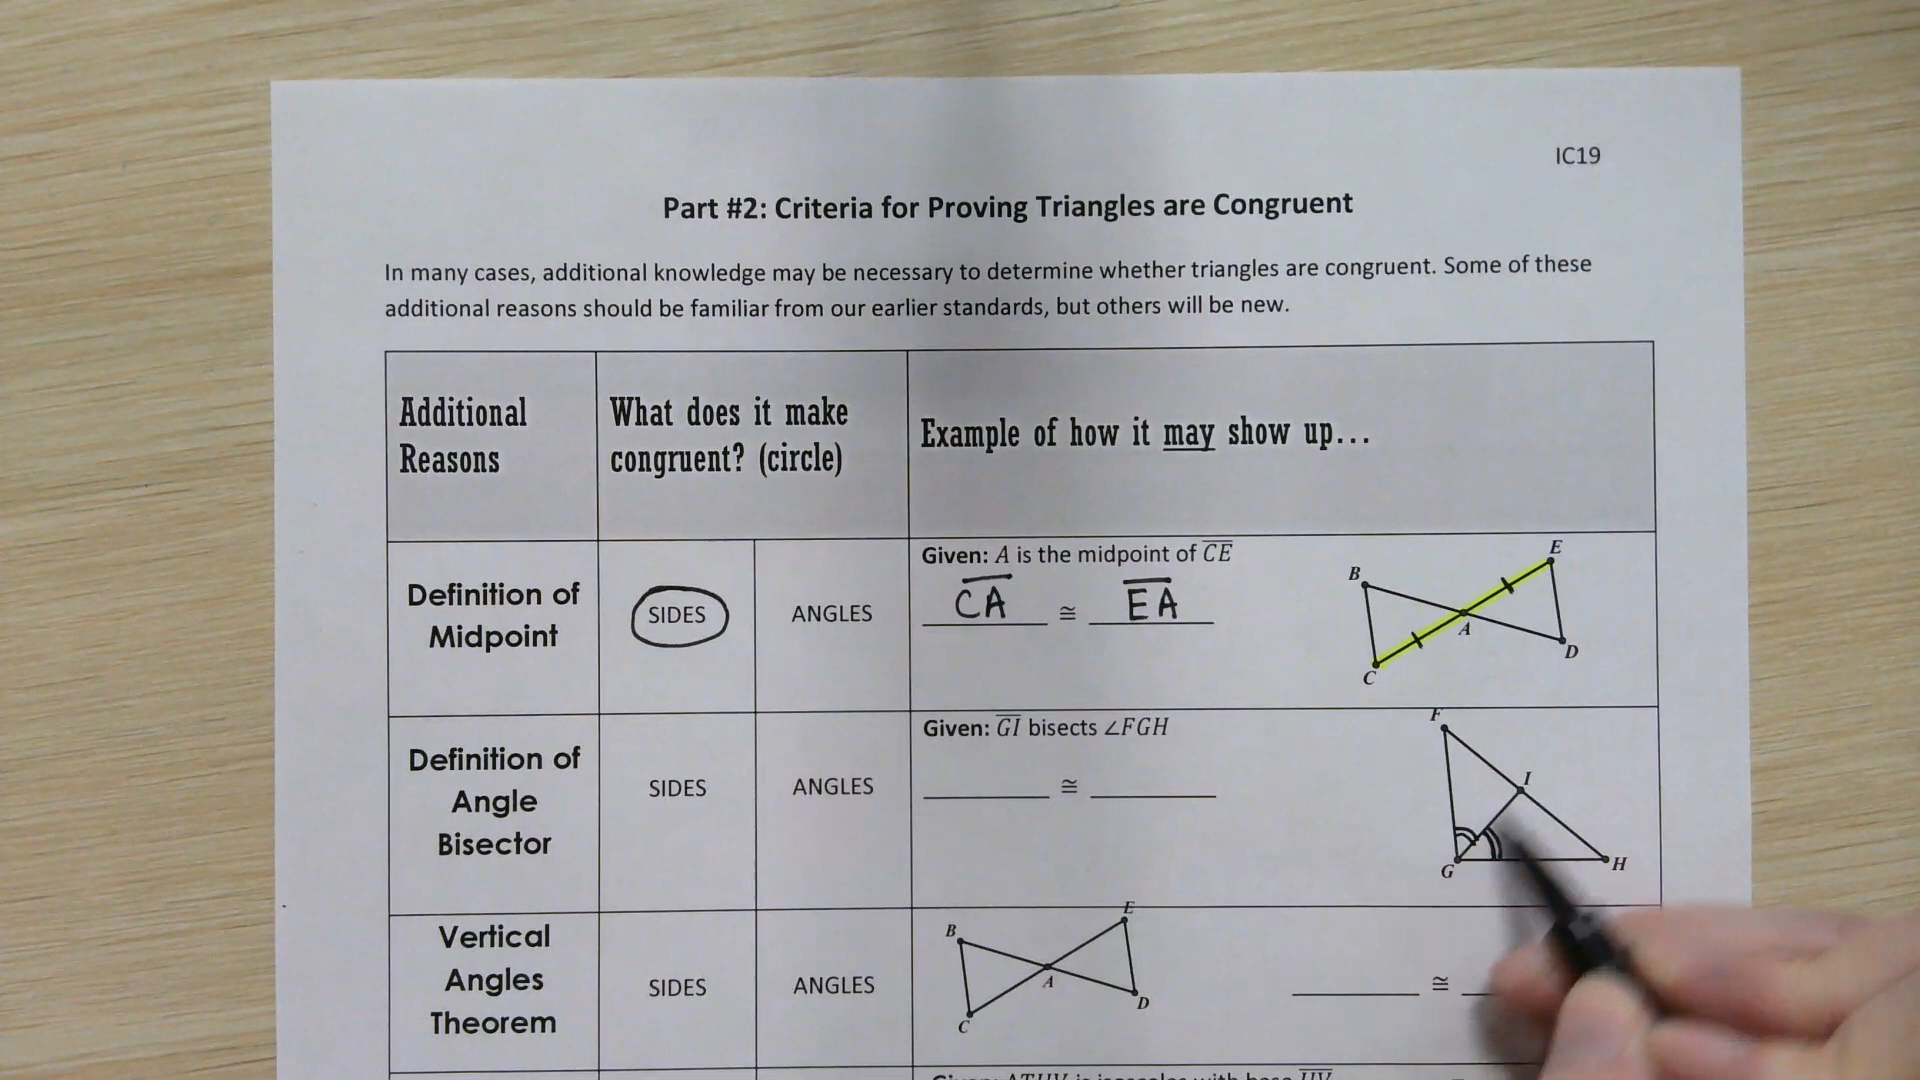 IC19
Part #2: Criteria for Proving Triangles are Congruent
In many cases, additional knowledge may be necessary to determine whether triangles are congruent. Some of these
additional reasons should be familiar from our earlier standards, but others will be new.
Additional
Reasons
What does it make
congruent? (circle)
Example of how it may show up...
Definition of
Midpoint
SIDES
ANGLES
Given: A is the midpoint of C̅E̅
C̅A̅ ≅ E̅A̅
B
E
A
D
C
Definition of
Angle
Bisector
SIDES
ANGLES
Given: G̅I̅ bisects ∠FGH
≅
F
I
G
H
Vertical
Angles
Theorem
SIDES
ANGLES
B
E
A
D
C
≅